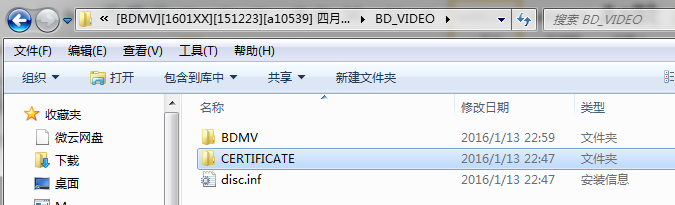 « [BDMV][1601XX][151223][a10539] 四月... ▸ BD_VIDEO ▸
搜索 BD_VIDEO
文件(F) 编辑(E) 查看(V) 工具(T) 帮助(H)
组织 打开 包含到库中 共享 新建文件夹
名称 修改日期 类型
收藏夹
微云网盘
下载
桌面
BDMV 2016/1/13 22:59 文件夹
CERTIFICATE 2016/1/13 22:47 文件夹
disc.inf 2016/1/13 22:47 安装信息